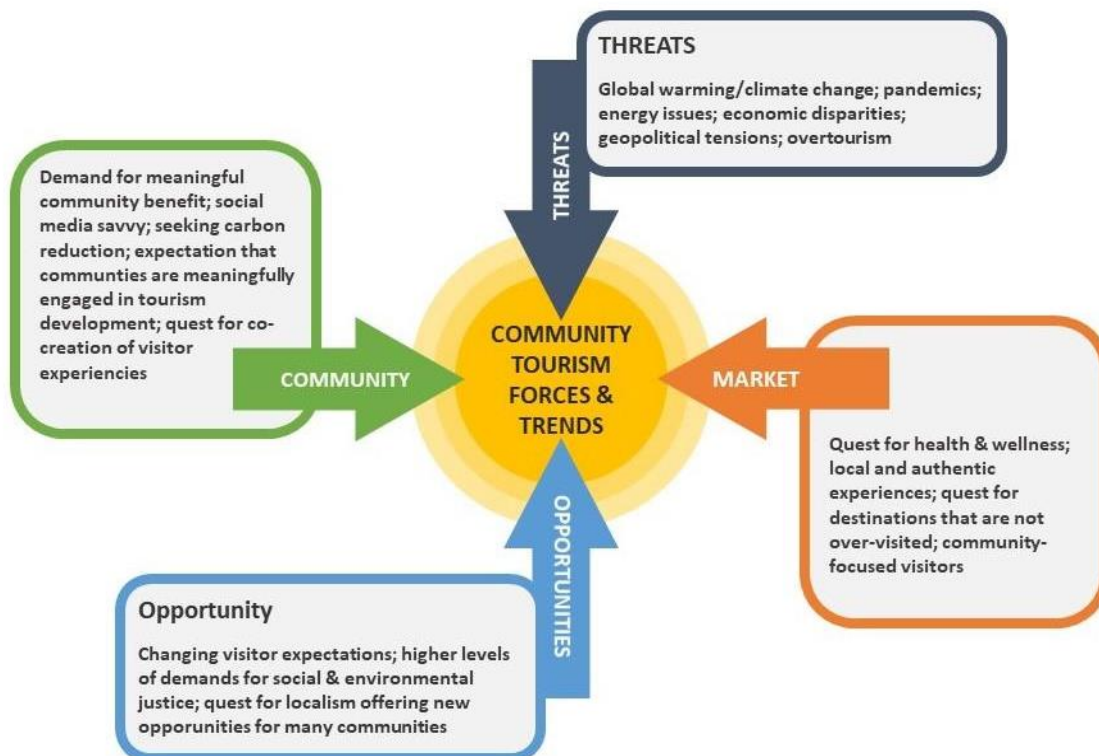 THREATS
Global warming/climate change; pandemics;
energy issues; economic disparities;
geopolitical tensions; overtourism
THREATS
Demand for meaningful
community benefit; social
media savvy; seeking carbon
reduction; expectation that
communties are meaningfully
engaged in tourism
development; quest for co-
creation of visitor
experiencies
COMMUNITY
COMMUNITY
TOURISM
FORCES &
TRENDS
MARKET
Quest for health & wellness;
local and authentic
experiences; quest for
destinations that are not
over-visited; community-
focused visitors
OPPORTUNITIES
Opportunity
Changing visitor expectations; higher levels
of demands for social & environmental
justice; quest for localism offering new
opporunities for many communities